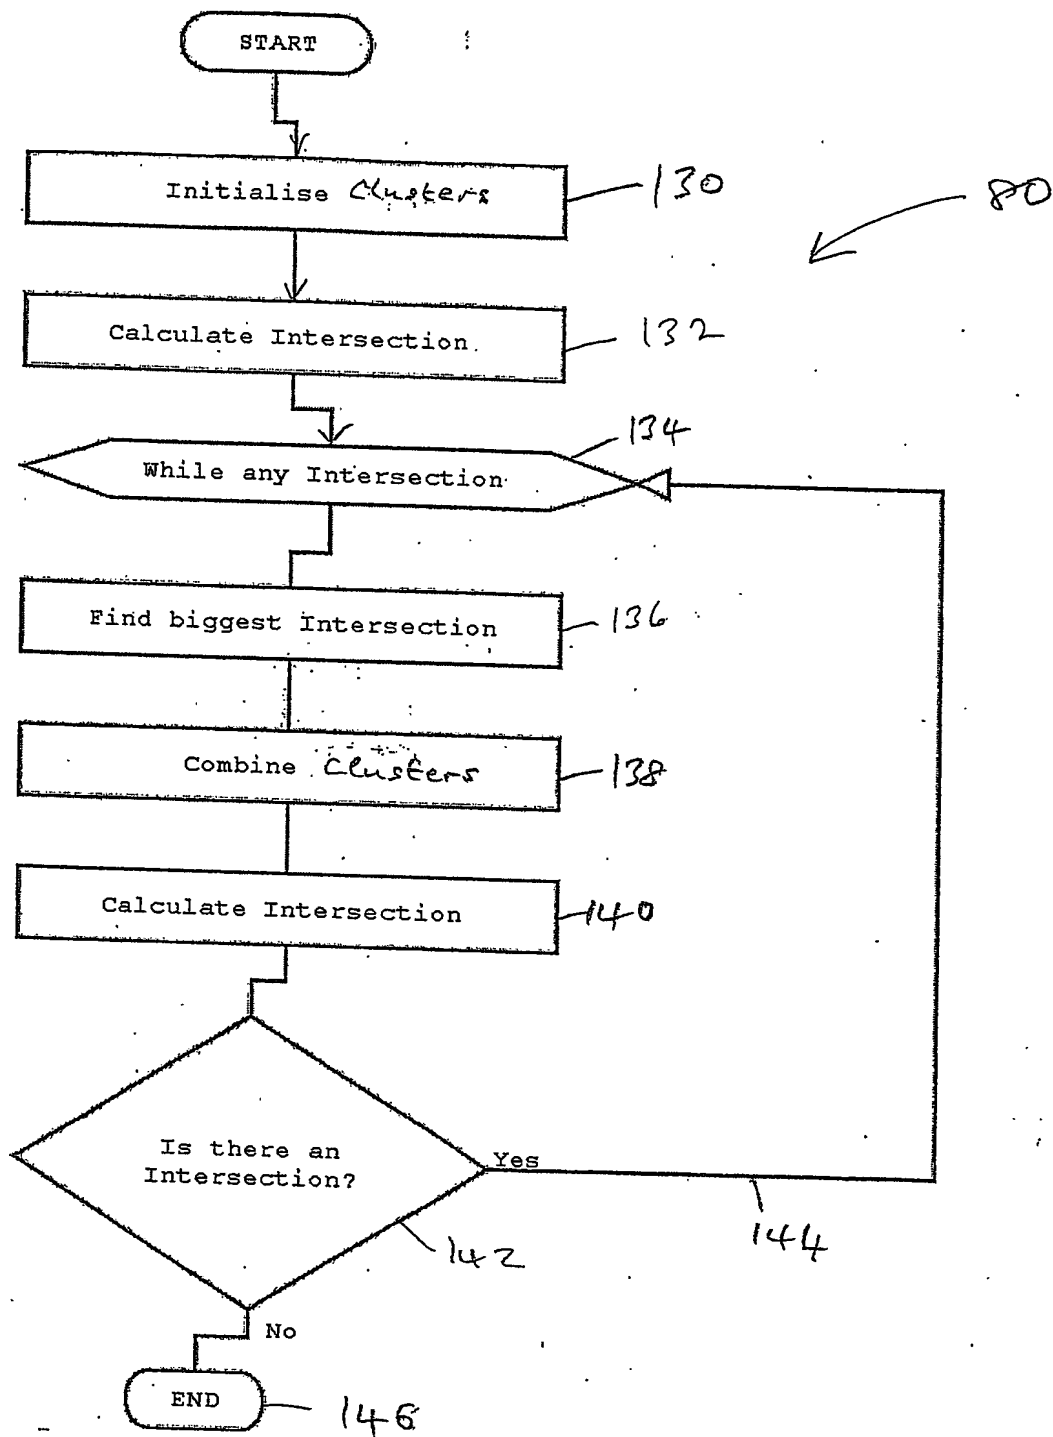 START
Initialise Clusters
130
80
Calculate Intersection
132
134
While any Intersection
Find biggest Intersection
136
Combine Clusters
138
Calculate Intersection
140
Is there an
Intersection?
Yes
142
144
No
END
146